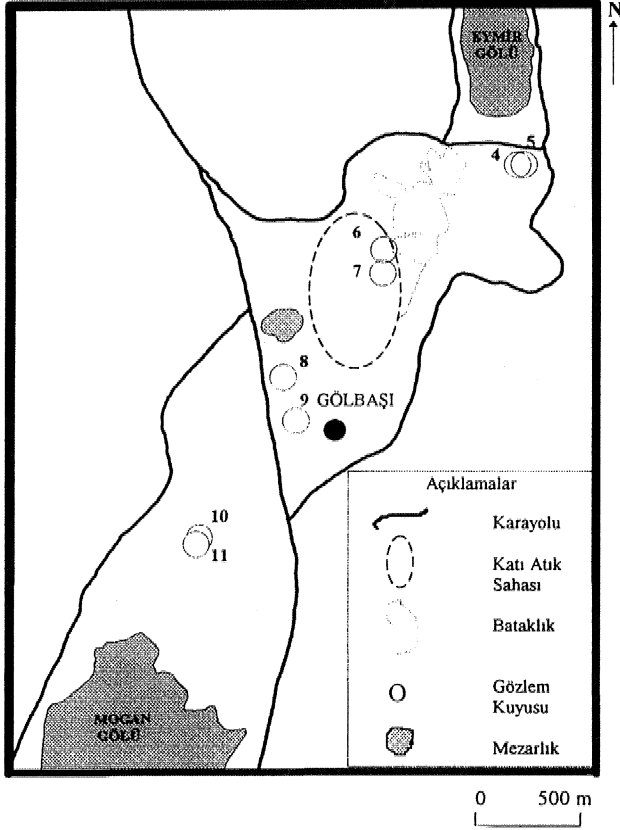 N
EYMİR
GÖLÜ
5
4
6
7
8
9 GÖLBAŞI
10
11
MOGAN
GÖLÜ
Açıklamalar
Karayolu
Katı Atık
Sahası
Bataklık
Gözlem
Kuyusu
Mezarlık
0 500 m